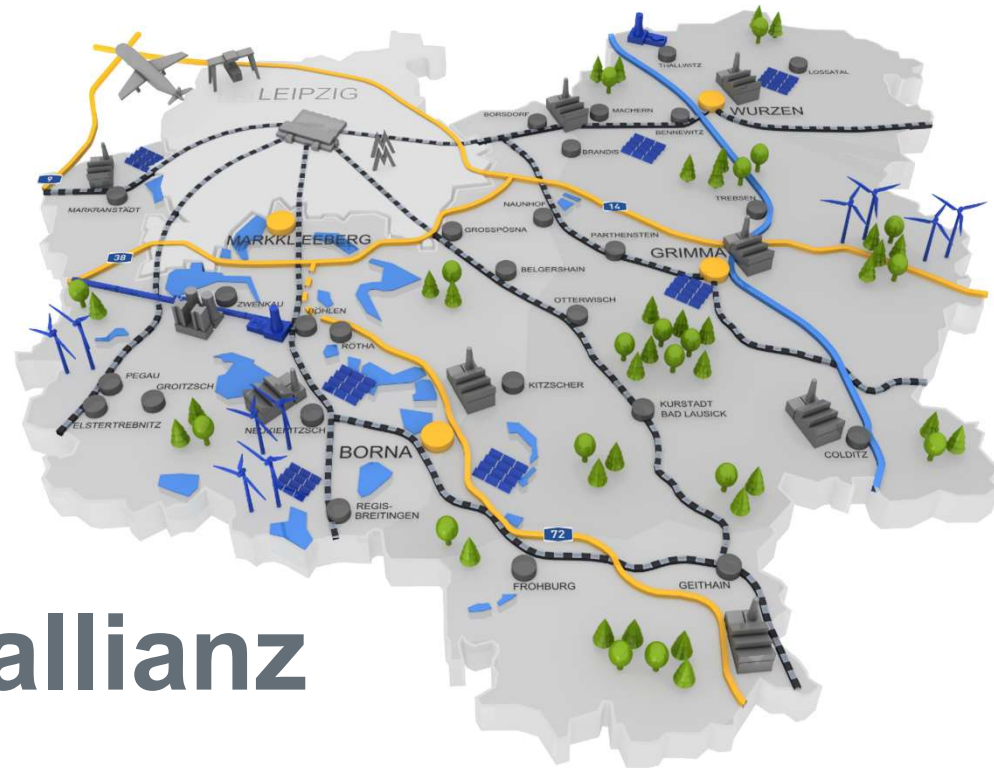 LEIPZIG
THALLWITZ
LOSSATAL
BORSDORF
MACHERN
WURZEN
BENNEWITZ
BRANDIS
9
MARKRANSTÄDT
TREBSEN
NAUNHOF
14
MARKKLEEBERG
GROSSPÖSNA
PARTHENSTEIN
GRIMMA
38
BELGERSHAIN
ZWENKAU
OTTERWISCH
BÖHLEN
RÖTHA
PEGAU
GROITZSCH
KITZSCHER
ELSTERTREBNITZ
NEUKIERITZSCH
KURSTADT
BAD LAUSICK
BORNA
COLDITZ
REGIS-
BREITINGEN
72
FROHBURG
GEITHAIN
allianz